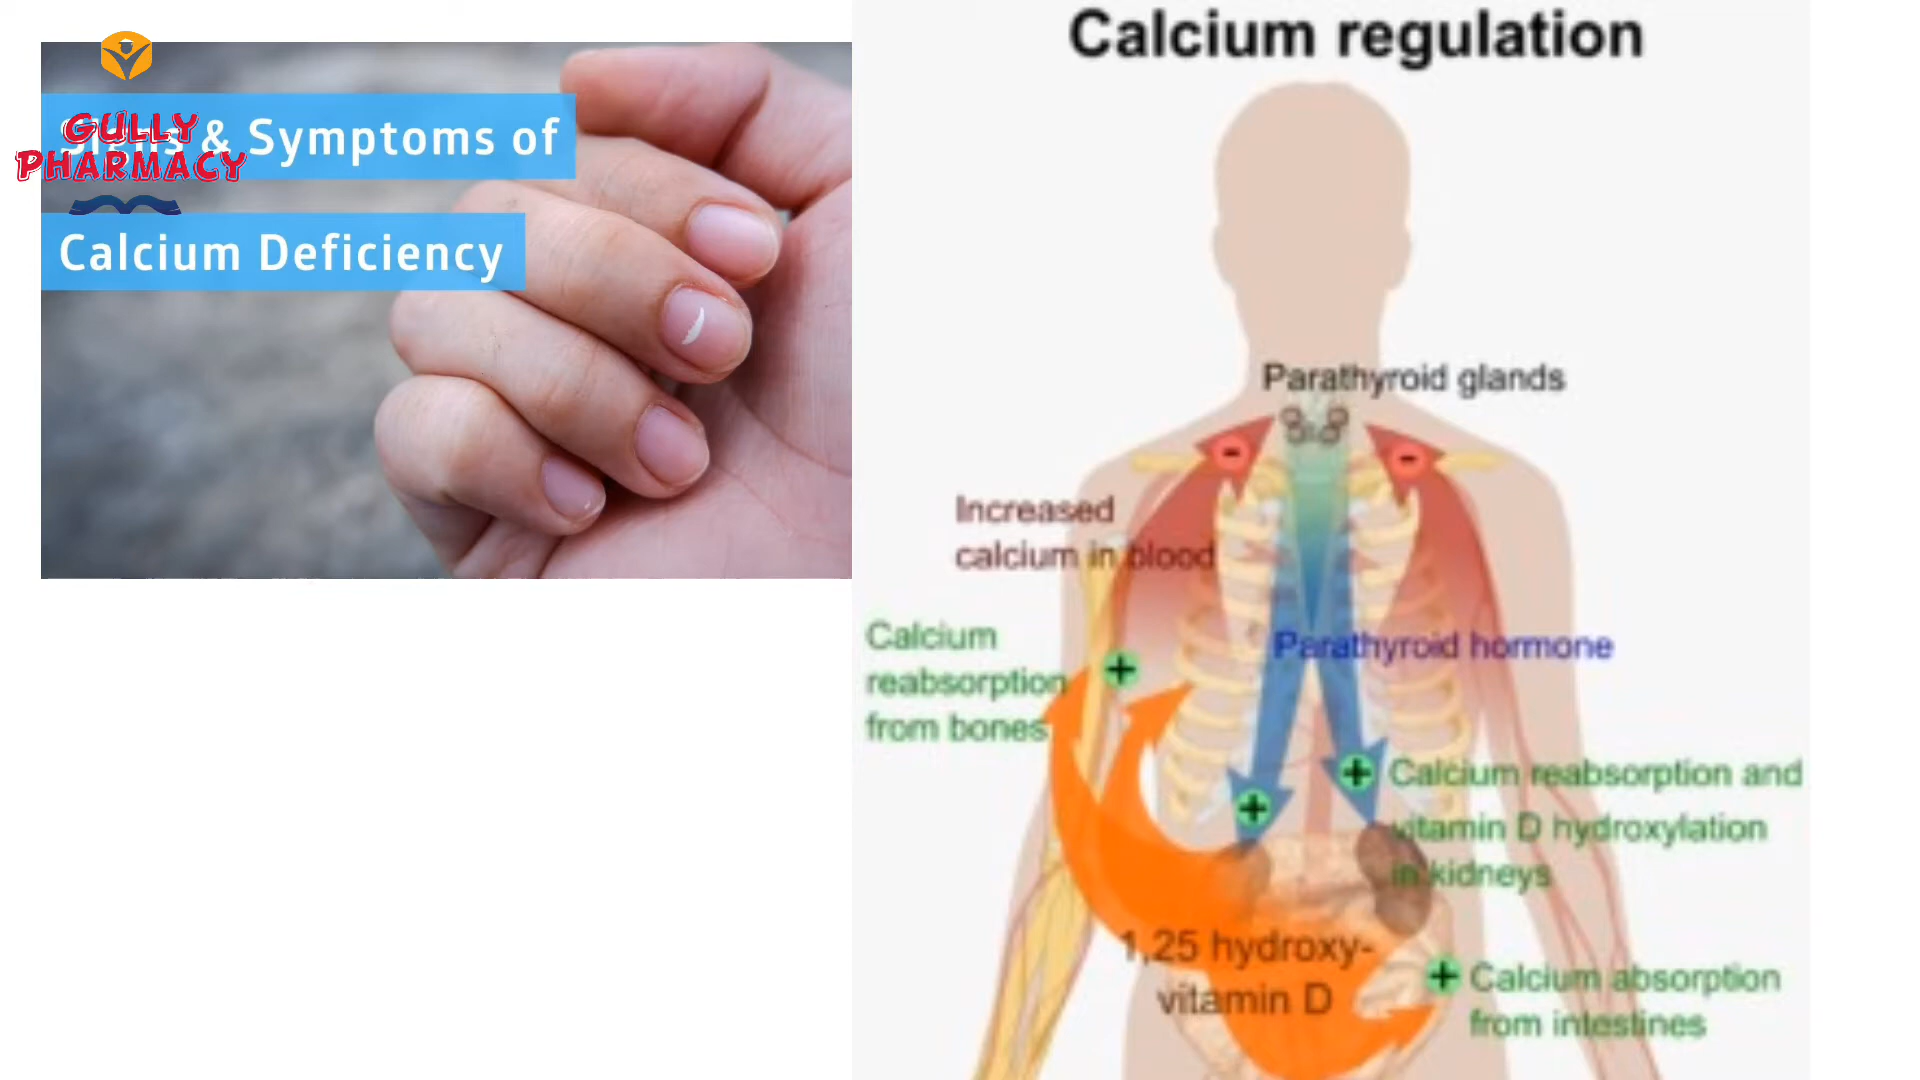 GULLY
PHARMACY
Signs & Symptoms of
Calcium Deficiency
Calcium regulation
Parathyroid glands
Increased
calcium in blood
Calcium
reabsorption
from bones
Parathyroid hormone
Calcium reabsorption and
vitamin D hydroxylation
in kidneys
1,25 hydroxy-
vitamin D
Calcium absorption
from intestines